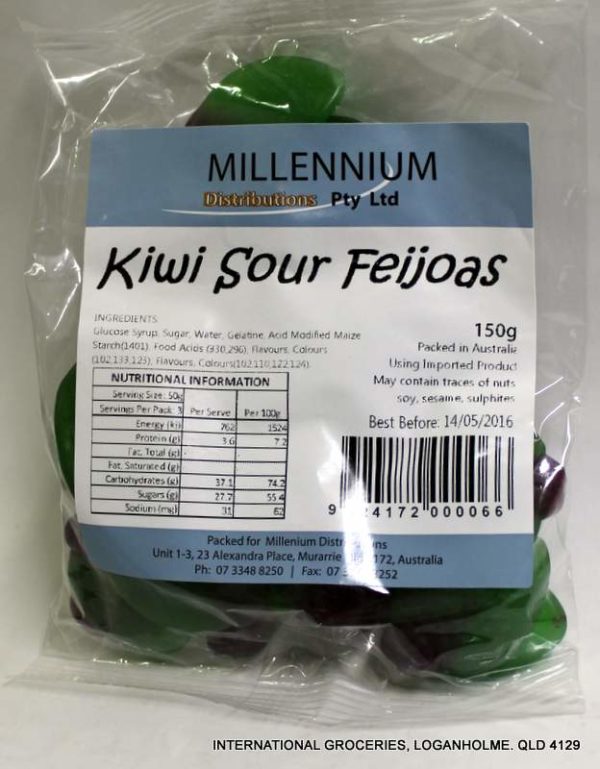 MILLENNIUM
Distributions Pty Ltd
Kiwi Sour Feijoas
INGREDIENTS
Glucose Syrup, Sugar, Water, Gelatine, Acid Modified Maize
Starch(1401), Food Acids (330,296), Flavours, Colours
(102,133,123), Flavours, Colours(102,110,122,124).
150g
Packed in Australia
Using Imported Product
May contain traces of nuts
soy, sesame, sulphites
Best Before: 14/05/2016
NUTRITIONAL INFORMATION
Serving Size: 50g
Servings Per Pack: 3 Per Serve Per 100g
Energy (kj) 762 1524
Protein (g) 3.6 7.2
Fat, Total (g) -
Fat, Saturated (g)
Carbohydrates (g) 37.1 74.2
Sugars (g) 27.7 55.4
Sodium (mg) 31 62
9 24172 000066
Packed for Millenium
Unit 1-3, 23 Alexandra Place, Murarrie 172, Australia
Ph: 07 3348 8250 | Fax: 07 252
INTERNATIONAL GROCERIES, LOGANHOLME. QLD 4129